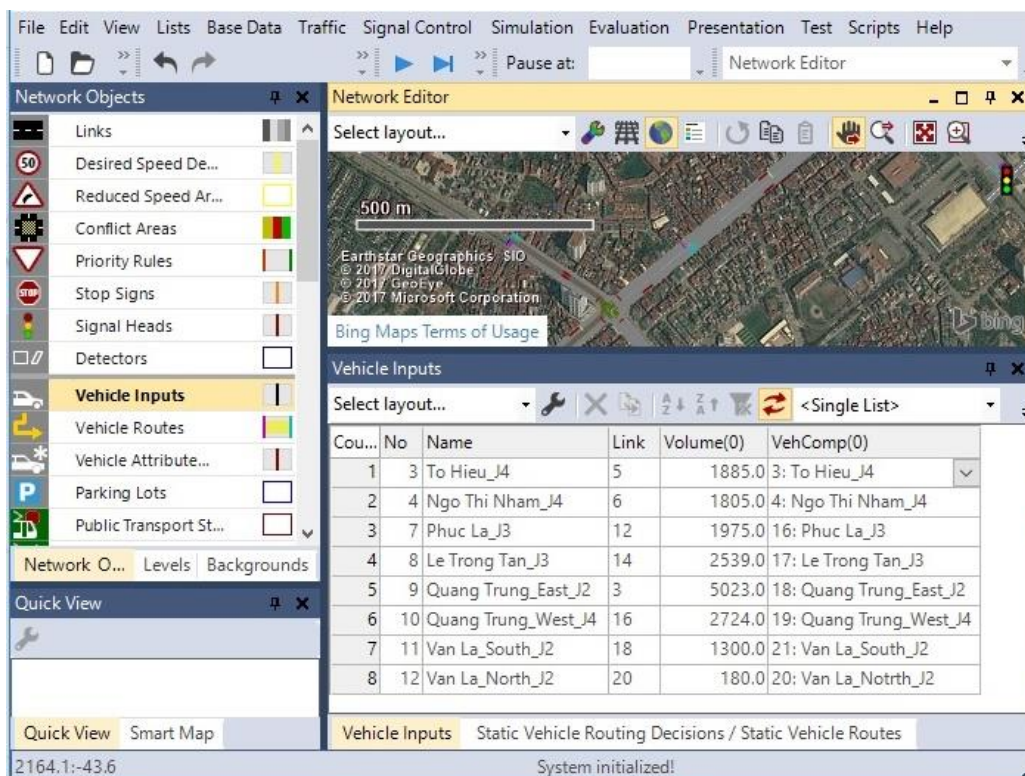 File Edit View Lists Base Data Traffic Signal Control Simulation Evaluation Presentation Test Scripts Help
Pause at: Network Editor
Network Objects
Links
50 Desired Speed De...
Reduced Speed Ar...
Conflict Areas
Priority Rules
STOP Stop Signs
Signal Heads
Detectors
Vehicle Inputs
Vehicle Routes
Vehicle Attribute...
P Parking Lots
Public Transport St...
Network O... Levels Backgrounds
Quick View
Quick View Smart Map
Network Editor
Select layout...
500 m
Earthstar Geographics SIO
© 2017 DigitalGlobe
© 2017 GeoEye
© 2017 Microsoft Corporation
Bing Maps Terms of Usage
bing
Vehicle Inputs
Select layout... <Single List>
Cou... No Name Link Volume(0) VehComp(0)
1 3 To Hieu_J4 5 1885.0 3: To Hieu_J4
2 4 Ngo Thi Nham_J4 6 1805.0 4: Ngo Thi Nham_J4
3 7 Phuc La_J3 12 1975.0 16: Phuc La_J3
4 8 Le Trong Tan_J3 14 2539.0 17: Le Trong Tan_J3
5 9 Quang Trung_East_J2 3 5023.0 18: Quang Trung_East_J2
6 10 Quang Trung_West_J4 16 2724.0 19: Quang Trung_West_J4
7 11 Van La_South_J2 18 1300.0 21: Van La_South_J2
8 12 Van La_North_J2 20 180.0 20: Van La_Notrth_J2
Vehicle Inputs Static Vehicle Routing Decisions / Static Vehicle Routes
2164.1:-43.6 System initialized!